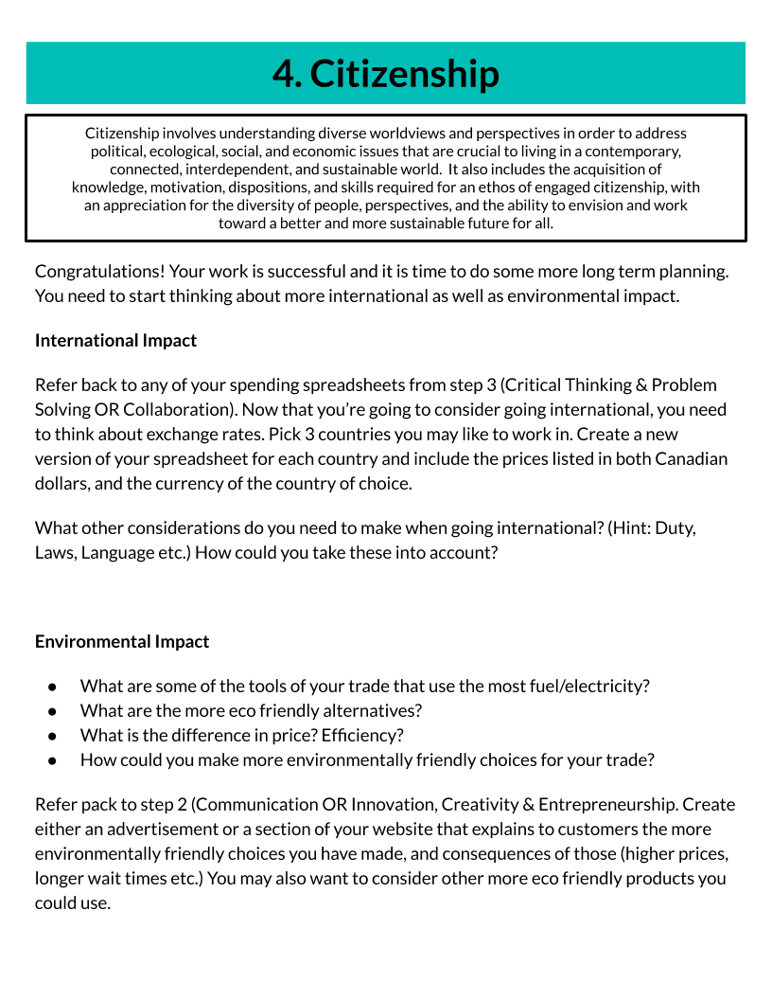 4. Citizenship
Citizenship involves understanding diverse worldviews and perspectives in order to address
political, ecological, social, and economic issues that are crucial to living in a contemporary,
connected, interdependent, and sustainable world.  It also includes the acquisition of
knowledge, motivation, dispositions, and skills required for an ethos of engaged citizenship, with
an appreciation for the diversity of people, perspectives, and the ability to envision and work
toward a better and more sustainable future for all.
Congratulations! Your work is successful and it is time to do some more long term planning.
You need to start thinking about more international as well as environmental impact.
International Impact
Refer back to any of your spending spreadsheets from step 3 (Critical Thinking & Problem
Solving OR Collaboration). Now that you’re going to consider going international, you need
to think about exchange rates. Pick 3 countries you may like to work in. Create a new
version of your spreadsheet for each country and include the prices listed in both Canadian
dollars, and the currency of the country of choice.
What other considerations do you need to make when going international? (Hint: Duty,
Laws, Language etc.) How could you take these into account?
Environmental Impact
● What are some of the tools of your trade that use the most fuel/electricity?
● What are the more eco friendly alternatives?
● What is the difference in price? Efficiency?
● How could you make more environmentally friendly choices for your trade?
Refer pack to step 2 (Communication OR Innovation, Creativity & Entrepreneurship. Create
either an advertisement or a section of your website that explains to customers the more
environmentally friendly choices you have made, and consequences of those (higher prices,
longer wait times etc.) You may also want to consider other more eco friendly products you
could use.